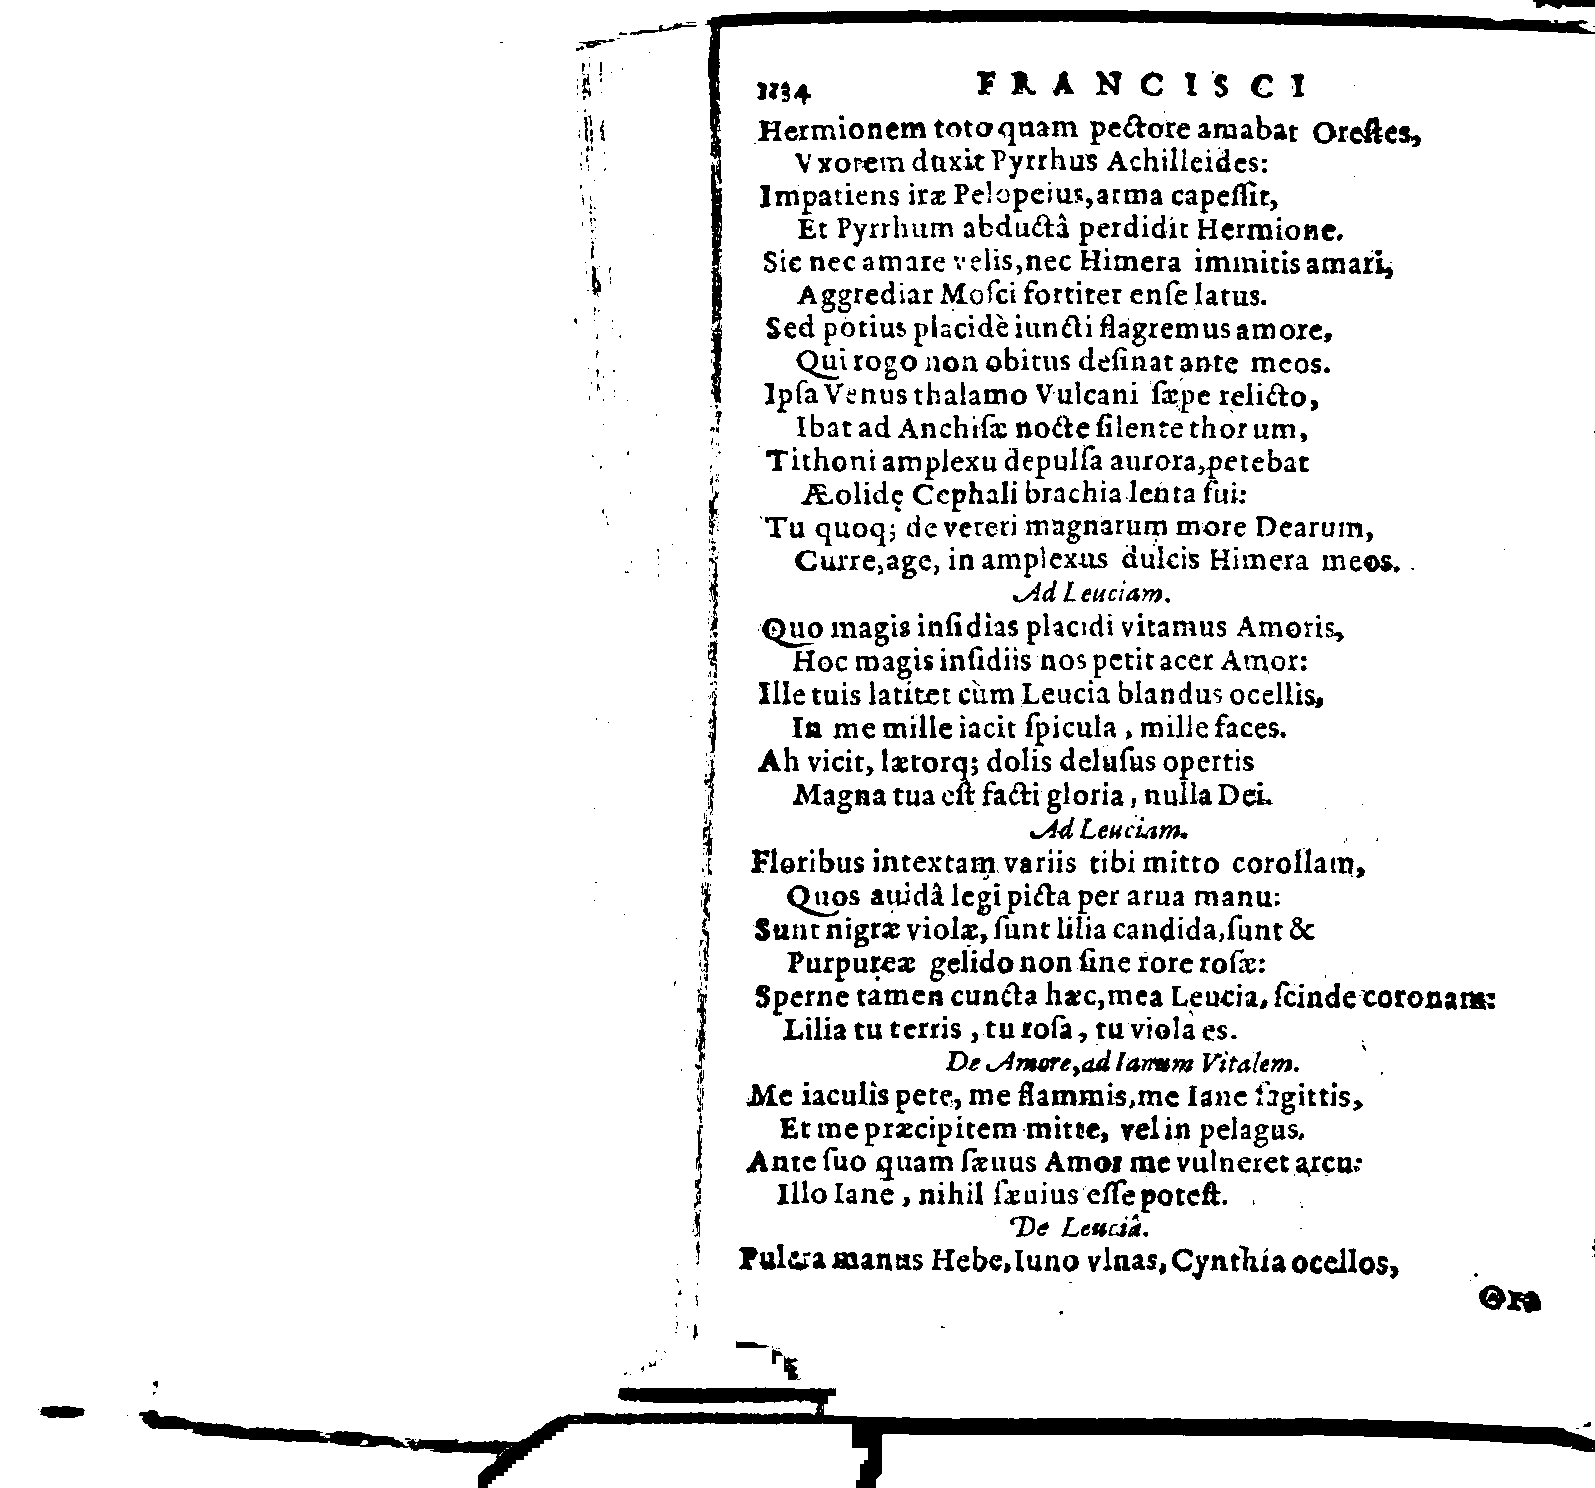 1134 FRANCISCI
Hermionem toto quam pectore amabat Orestes,
Vxorem duxit Pyrrhus Achilleides:
Impatiens iræ Pelopeius, arma capeſſit,
Et Pyrrhum abductâ perdidit Hermione.
Sic nec amare velis, nec Himera immitis amari,
Aggrediar Moſci fortiter enſe latus.
Sed potius placidè iuncti flagremus amore,
Qui rogo non obitus deſinat ante meos.
Ipſa Venus thalamo Vulcani ſæpe relicto,
Ibat ad Anchiſæ nocte ſilente thorum,
Tithoni amplexu depulſa aurora, petebat
Æolidę Cephali brachia lenta ſui:
Tu quoq; de veteri magnarum more Dearum,
Curre, age, in amplexus dulcis Himera meos.
Ad Leuciam.
Quo magis inſidias placidi vitamus Amoris,
Hoc magis inſidiis nos petit acer Amor:
Ille tuis latitet cùm Leucia blandus ocellis,
In me mille iacit ſpicula, mille faces.
Ah vicit, lætorq; dolis deluſus opertis
Magna tua eſt facti gloria, nulla Dei.
Ad Leuciam.
Floribus intextam variis tibi mitto corollam,
Quos auidâ legi picta per arua manu:
Sunt nigræ violæ, ſunt lilia candida, ſunt &
Purpureæ gelido non ſine rore roſæ:
Sperne tamen cuncta hæc, mea Leucia, ſcinde coronam:
Lilia tu terris, tu roſa, tu viola es.
De Amore, ad Ianum Vitalem.
Me iaculis pete, me flammis, me Iane ſagittis,
Et me præcipitem mitte, vel in pelagus.
Ante ſuo quam ſæuus Amor me vulneret arcu:
Illo Iane, nihil ſæuius eſſe poteſt.
De Leuciâ.
Pulcra manus Hebe, Iuno vlnas, Cynthia ocellos,
Ora